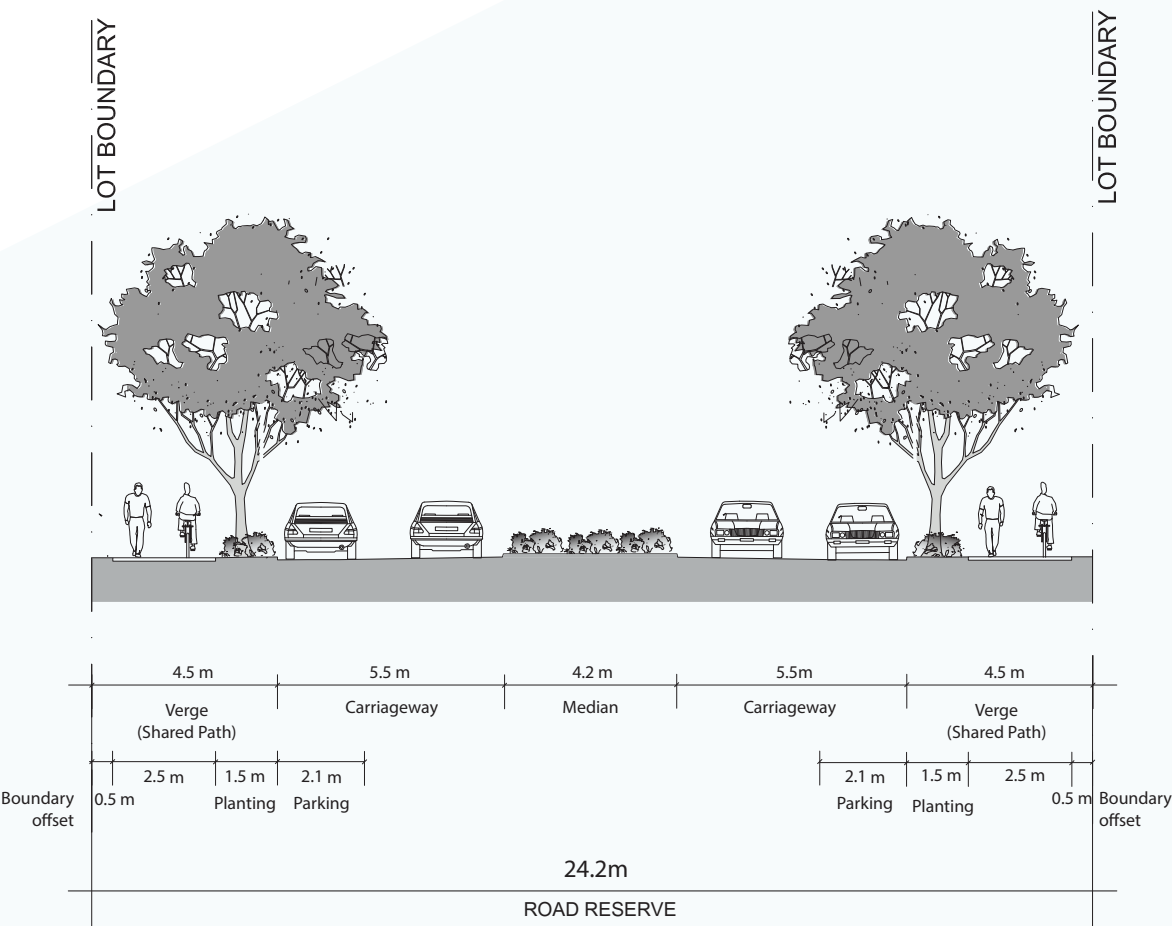 LOT BOUNDARY
LOT BOUNDARY
4.5 m
5.5 m
4.2 m
5.5m
4.5 m
Verge
(Shared Path)
Carriageway
Median
Carriageway
Verge
(Shared Path)
2.5 m
1.5 m
2.1 m
2.1 m
1.5 m
2.5 m
Boundary
offset
0.5 m
Planting
Parking
Parking
Planting
0.5 m
Boundary
offset
24.2m
ROAD RESERVE